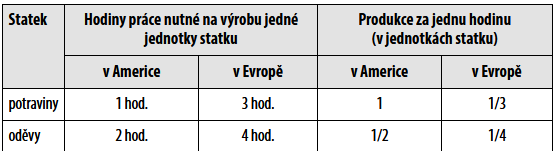 Statek Hodiny práce nutné na výrobu jedné Produkce za jednu hodinu
jednotky statku (v jednotkách statku)
v Americe v Evropě v Americe v Evropě
potraviny 1 hod. 3 hod. 1 1/3
oděvy 2 hod. 4 hod. 1/2 1/4